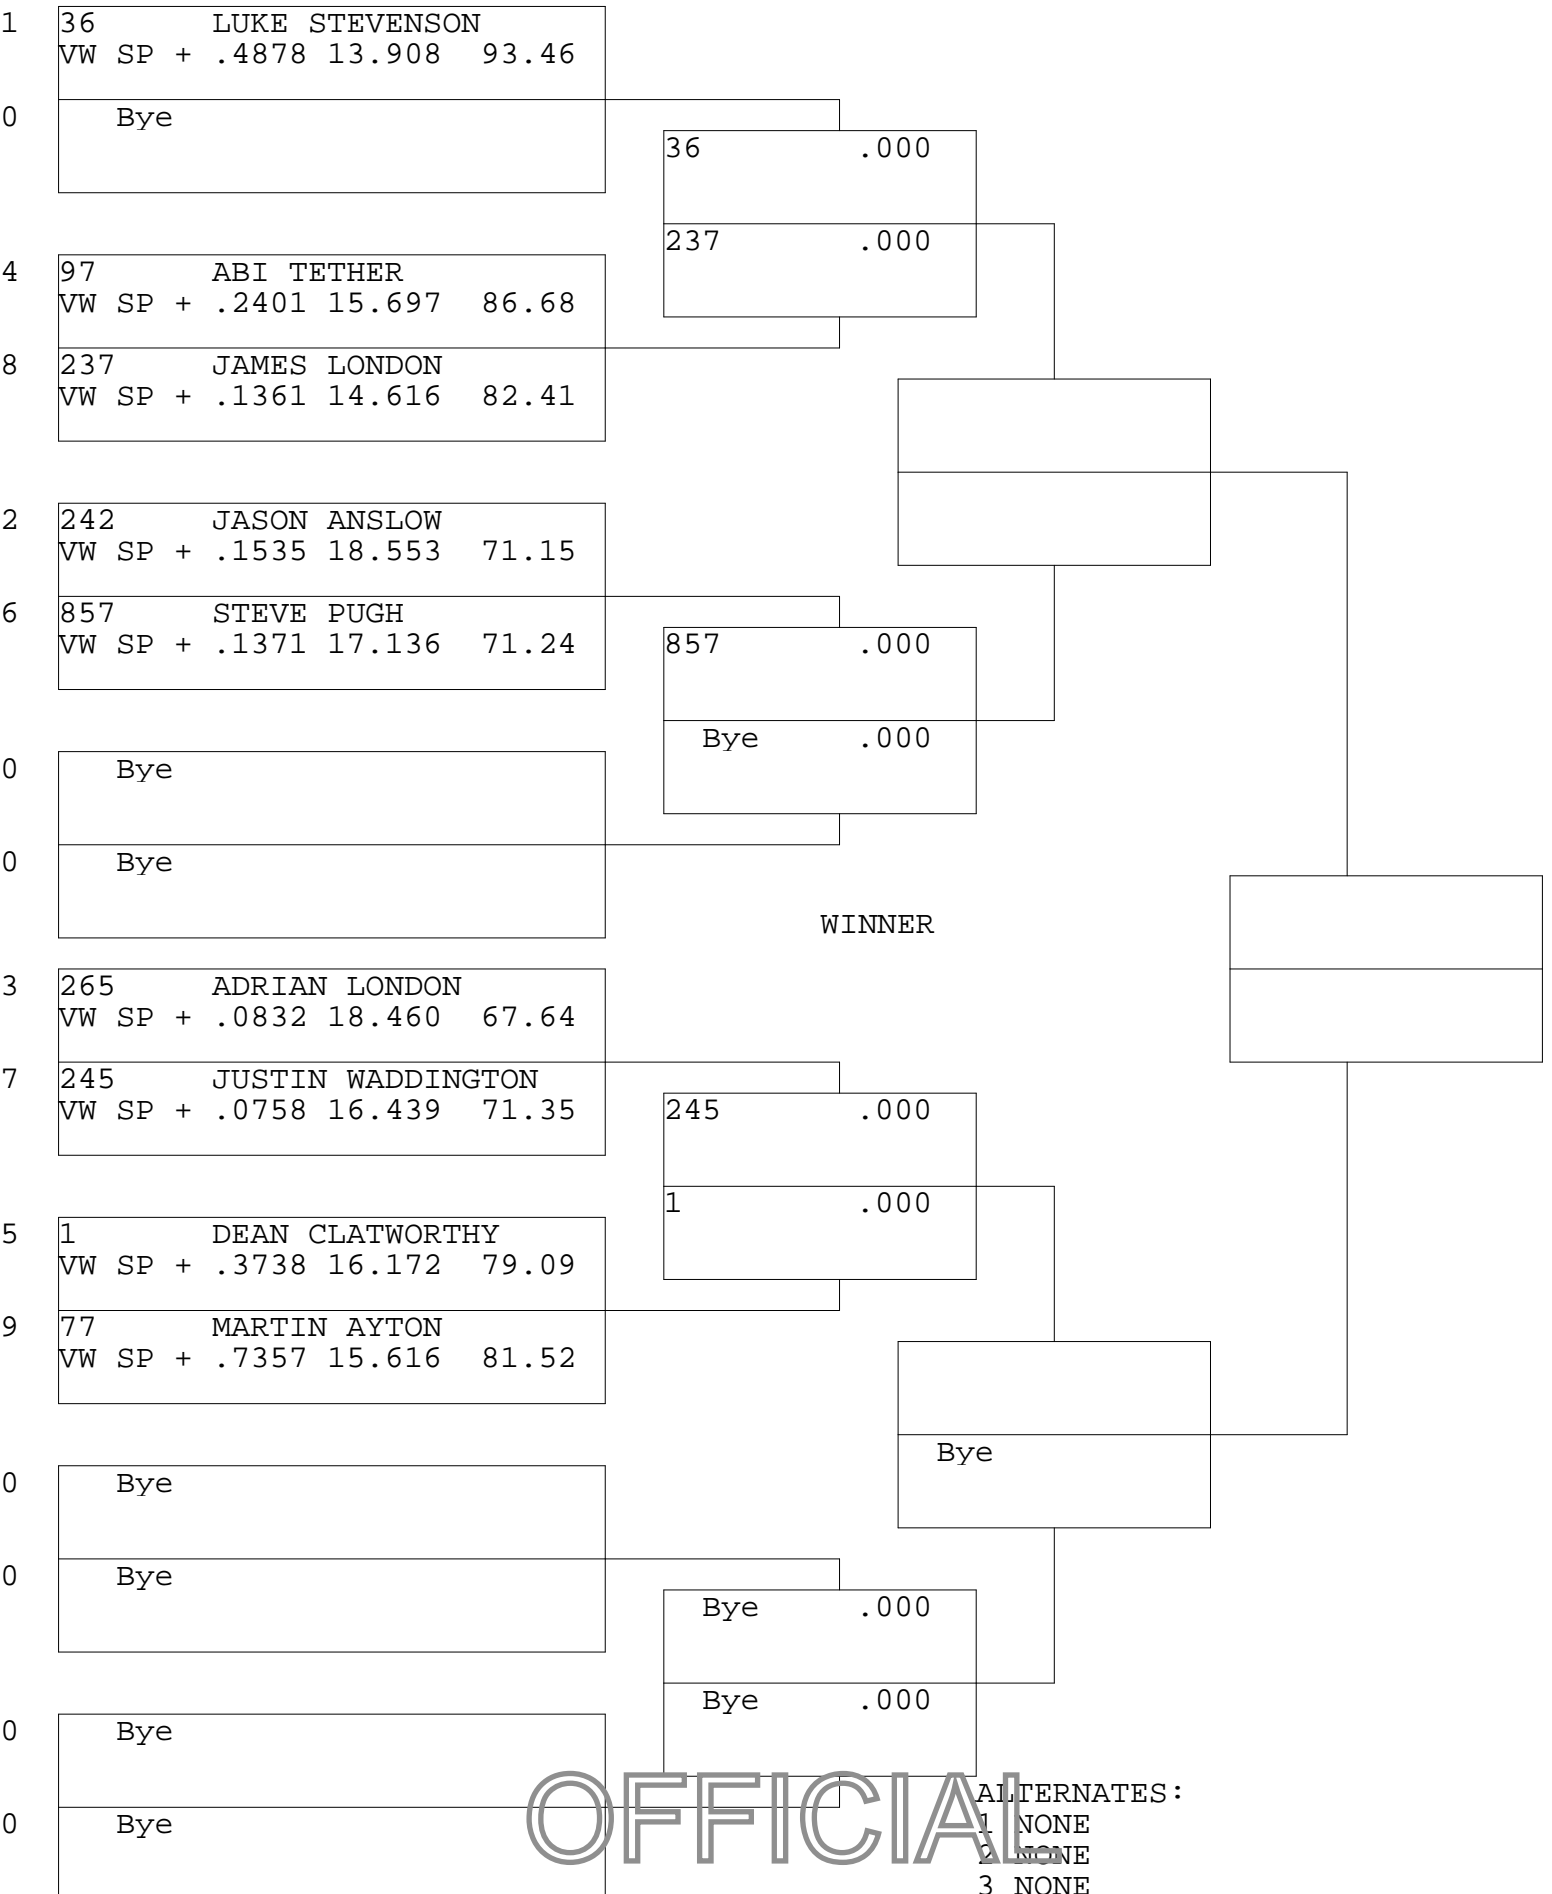 1 36 LUKE STEVENSON
VW SP + .4878 13.908 93.46
0 Bye
36 .000
237 .000
4 97 ABI TETHER
VW SP + .2401 15.697 86.68
8 237 JAMES LONDON
VW SP + .1361 14.616 82.41
2 242 JASON ANSLOW
VW SP + .1535 18.553 71.15
6 857 STEVE PUGH
VW SP + .1371 17.136 71.24
857 .000
Bye .000
0 Bye
0 Bye
WINNER
3 265 ADRIAN LONDON
VW SP + .0832 18.460 67.64
7 245 JUSTIN WADDINGTON
VW SP + .0758 16.439 71.35
245 .000
1 .000
5 1 DEAN CLATWORTHY
VW SP + .3738 16.172 79.09
9 77 MARTIN AYTON
VW SP + .7357 15.616 81.52
Bye
0 Bye
0 Bye
Bye .000
Bye .000
0 Bye
0 Bye
OFFICIAL
ALTERNATES:
1 NONE
2 NONE
3 NONE